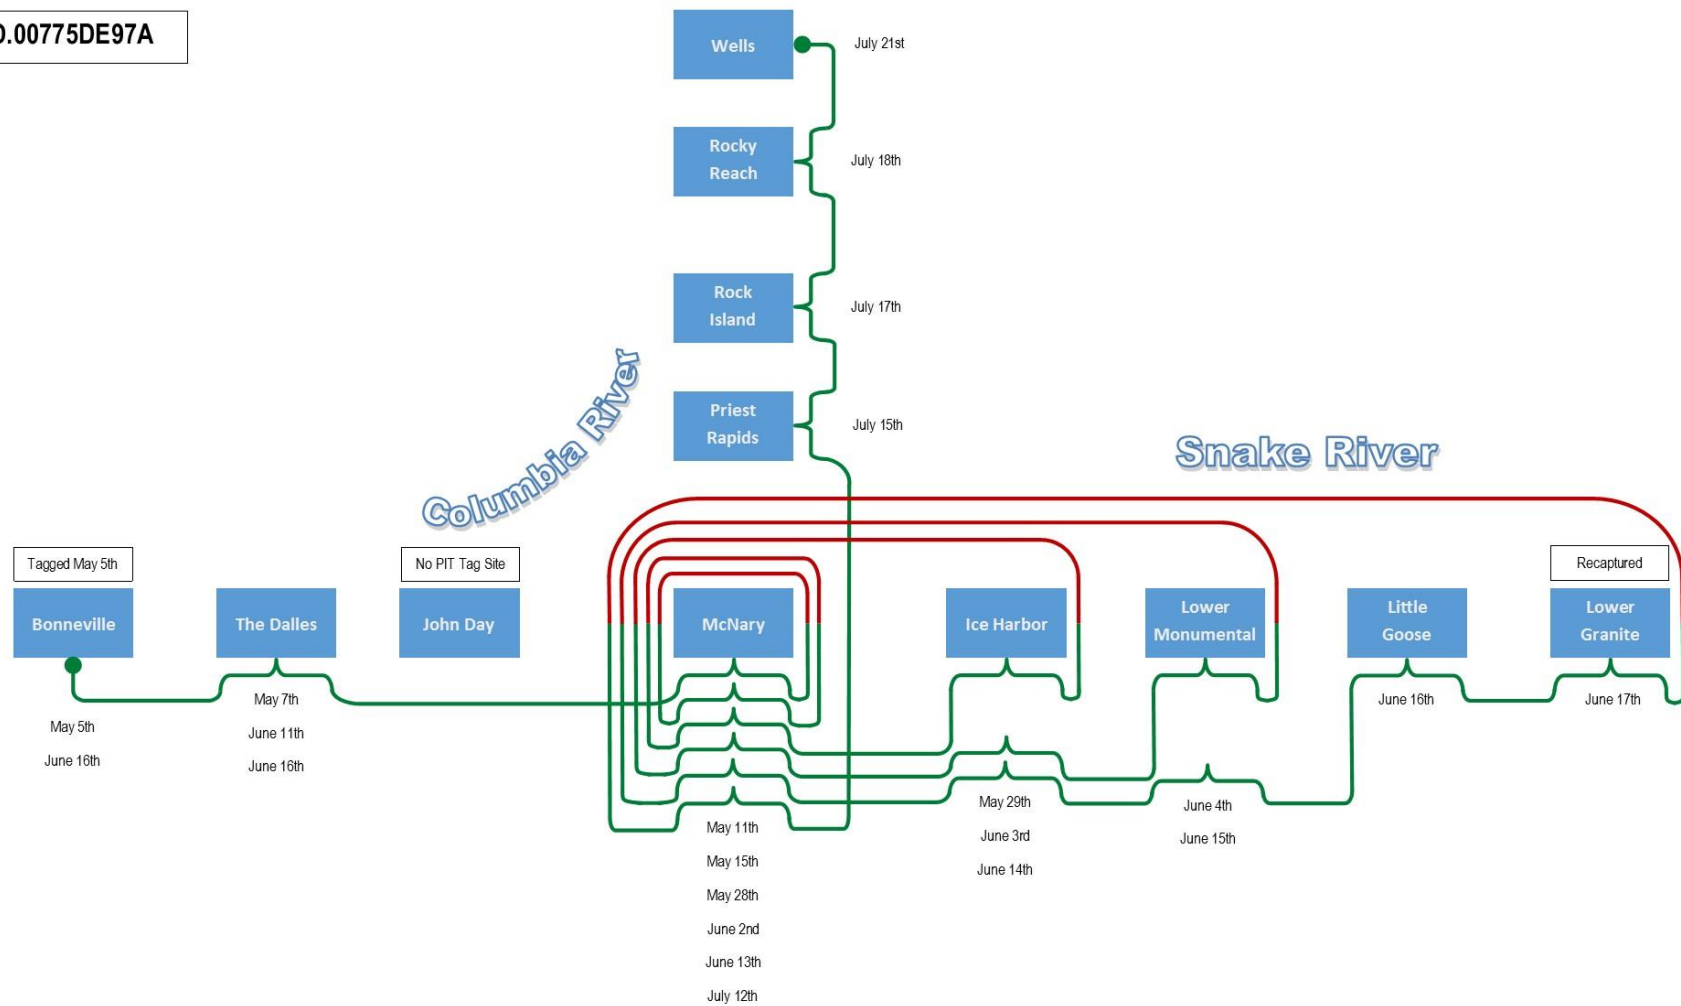 D.00775DE97A
Wells
July 21st
Rocky
Reach
July 18th
Rock
Island
July 17th
Priest
Rapids
July 15th
Columbia River
Snake River
Tagged May 5th
No PIT Tag Site
Recaptured
Bonneville
The Dalles
John Day
McNary
Ice Harbor
Lower
Monumental
Little
Goose
Lower
Granite
May 5th
June 16th
May 7th
June 11th
June 16th
May 11th
May 15th
May 28th
June 2nd
June 13th
July 12th
May 29th
June 3rd
June 14th
June 4th
June 15th
June 16th
June 17th